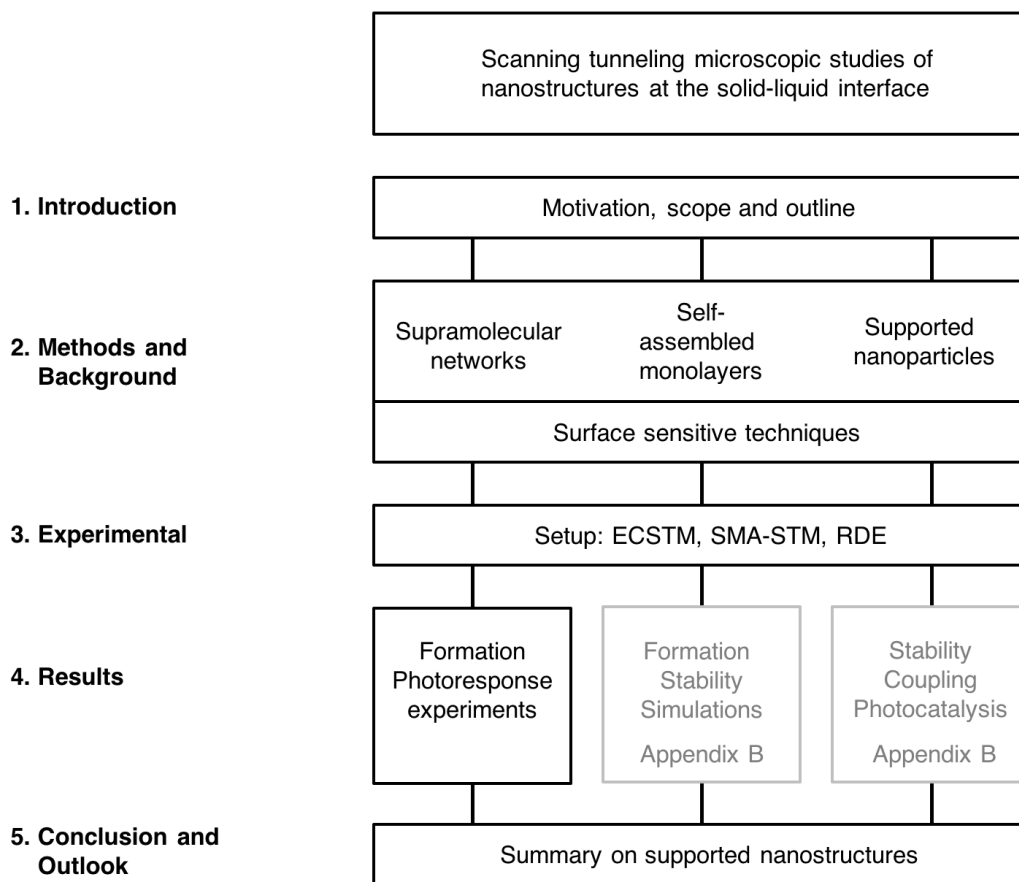 Scanning tunneling microscopic studies of
nanostructures at the solid-liquid interface
1. Introduction
Motivation, scope and outline
2. Methods and
Background
Supramolecular
networks
Self-
assembled
monolayers
Supported
nanoparticles
Surface sensitive techniques
3. Experimental
Setup: ECSTM, SMA-STM, RDE
4. Results
Formation
Photoresponse
experiments
Formation
Stability
Simulations
Appendix B
Stability
Coupling
Photocatalysis
Appendix B
5. Conclusion and
Outlook
Summary on supported nanostructures